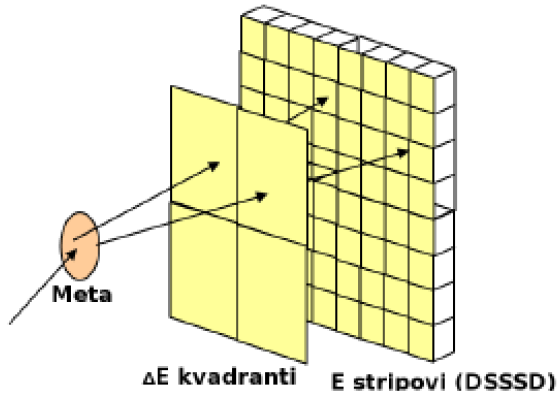 Meta
ΔE kvadranti
E stripovi (DSSSD)